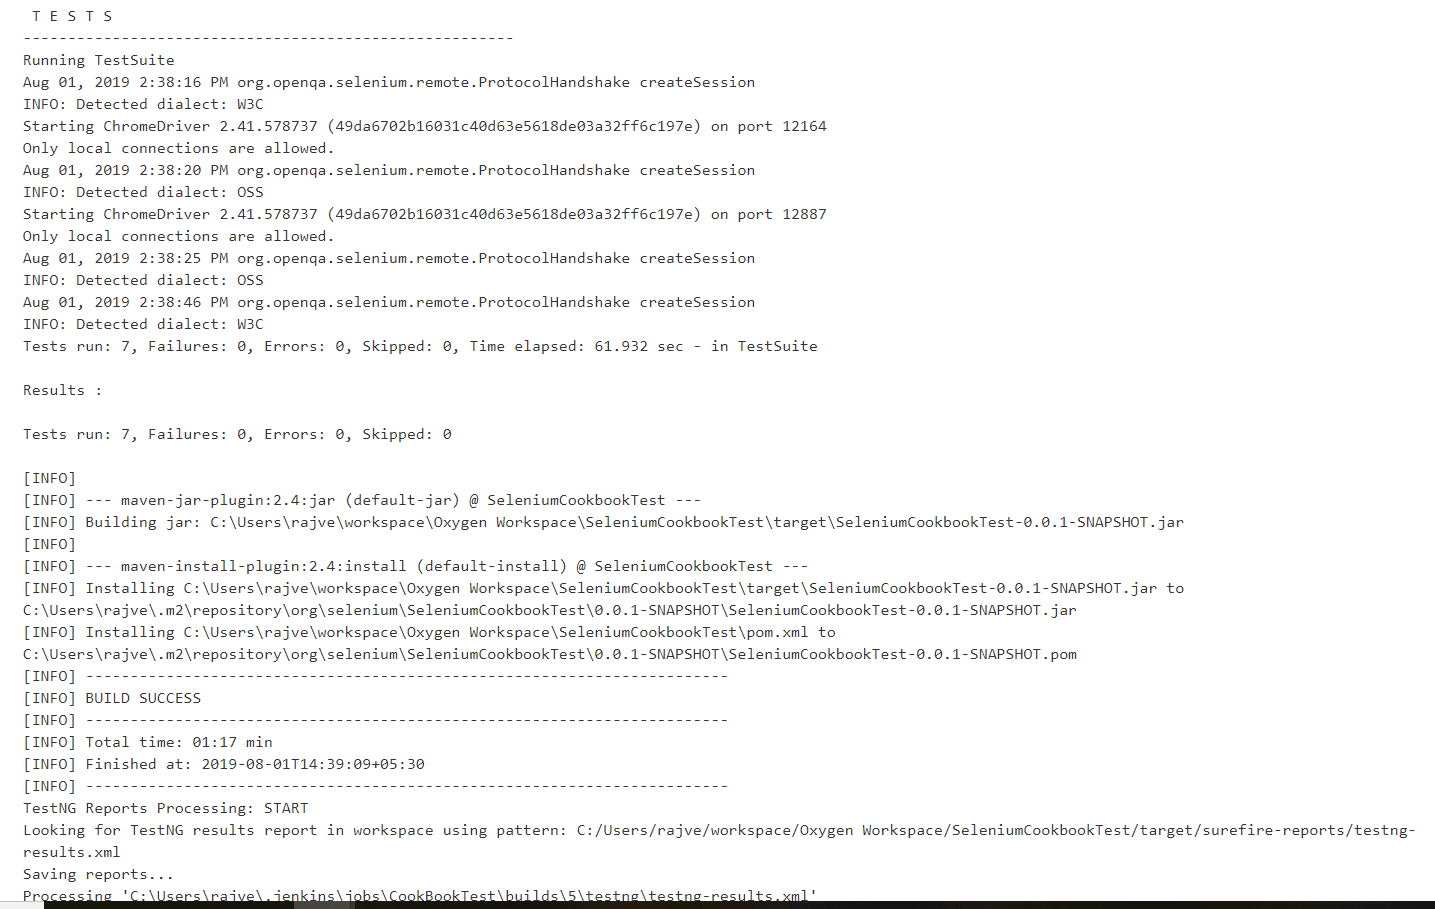 T E S T S
-------------------------------------------------------
Running TestSuite
Aug 01, 2019 2:38:16 PM org.openqa.selenium.remote.ProtocolHandshake createSession
INFO: Detected dialect: W3C
Starting ChromeDriver 2.41.578737 (49da6702b16031c40d63e5618de03a32ff6c197e) on port 12164
Only local connections are allowed.
Aug 01, 2019 2:38:20 PM org.openqa.selenium.remote.ProtocolHandshake createSession
INFO: Detected dialect: OSS
Starting ChromeDriver 2.41.578737 (49da6702b16031c40d63e5618de03a32ff6c197e) on port 12887
Only local connections are allowed.
Aug 01, 2019 2:38:25 PM org.openqa.selenium.remote.ProtocolHandshake createSession
INFO: Detected dialect: OSS
Aug 01, 2019 2:38:46 PM org.openqa.selenium.remote.ProtocolHandshake createSession
INFO: Detected dialect: W3C
Tests run: 7, Failures: 0, Errors: 0, Skipped: 0, Time elapsed: 61.932 sec - in TestSuite
Results :
Tests run: 7, Failures: 0, Errors: 0, Skipped: 0
[INFO]
[INFO] --- maven-jar-plugin:2.4:jar (default-jar) @ SeleniumCookbookTest ---
[INFO] Building jar: C:\Users\rajve\workspace\Oxygen Workspace\SeleniumCookbookTest\target\SeleniumCookbookTest-0.0.1-SNAPSHOT.jar
[INFO]
[INFO] --- maven-install-plugin:2.4:install (default-install) @ SeleniumCookbookTest ---
[INFO] Installing C:\Users\rajve\workspace\Oxygen Workspace\SeleniumCookbookTest\target\SeleniumCookbookTest-0.0.1-SNAPSHOT.jar to
C:\Users\rajve\.m2\repository\org\selenium\SeleniumCookbookTest\0.0.1-SNAPSHOT\SeleniumCookbookTest-0.0.1-SNAPSHOT.jar
[INFO] Installing C:\Users\rajve\workspace\Oxygen Workspace\SeleniumCookbookTest\pom.xml to
C:\Users\rajve\.m2\repository\org\selenium\SeleniumCookbookTest\0.0.1-SNAPSHOT\SeleniumCookbookTest-0.0.1-SNAPSHOT.pom
[INFO] ------------------------------------------------------------------------
[INFO] BUILD SUCCESS
[INFO] ------------------------------------------------------------------------
[INFO] Total time: 01:17 min
[INFO] Finished at: 2019-08-01T14:39:09+05:30
[INFO] ------------------------------------------------------------------------
TestNG Reports Processing: START
Looking for TestNG results report in workspace using pattern: C:/Users/rajve/workspace/Oxygen Workspace/SeleniumCookbookTest/target/surefire-reports/testng-
results.xml
Saving reports...
Processing 'C:\Users\rajve\.jenkins\jobs\CookBookTest\builds\5\testng\testng-results.xml'